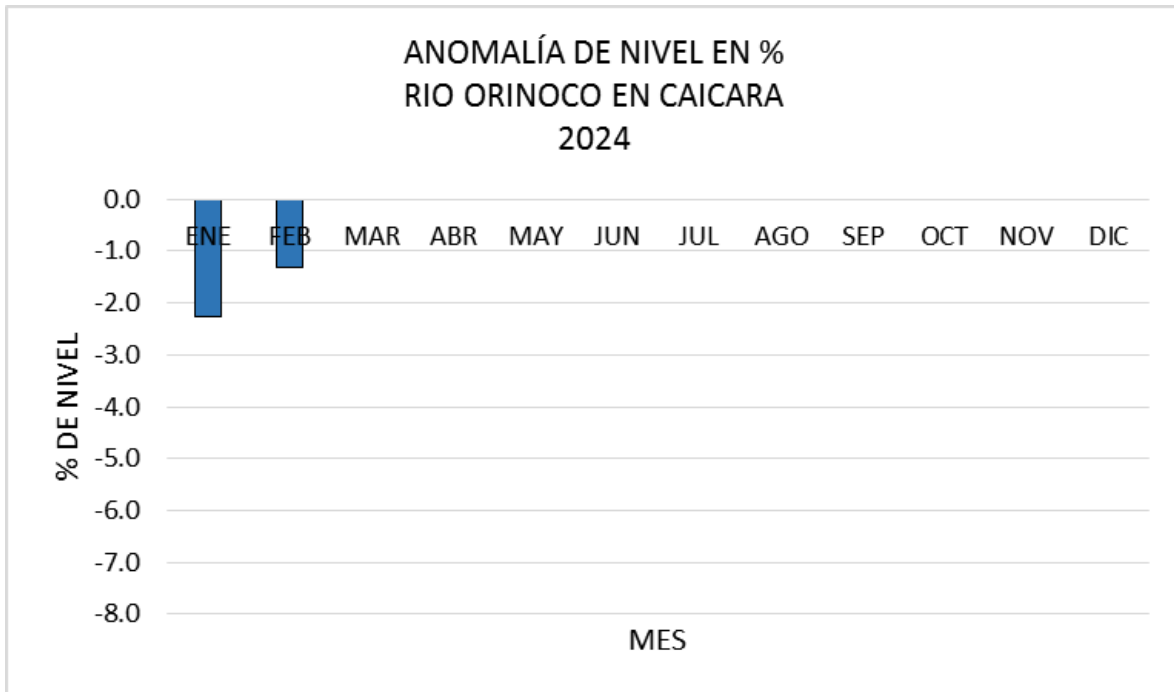 ANOMALÍA DE NIVEL EN %
RIO ORINOCO EN CAICARA
2024
% DE NIVEL
0.0
ENE FEB MAR ABR MAY JUN JUL AGO SEP OCT NOV DIC
-1.0
-2.0
-3.0
-4.0
-5.0
-6.0
-7.0
-8.0
MES